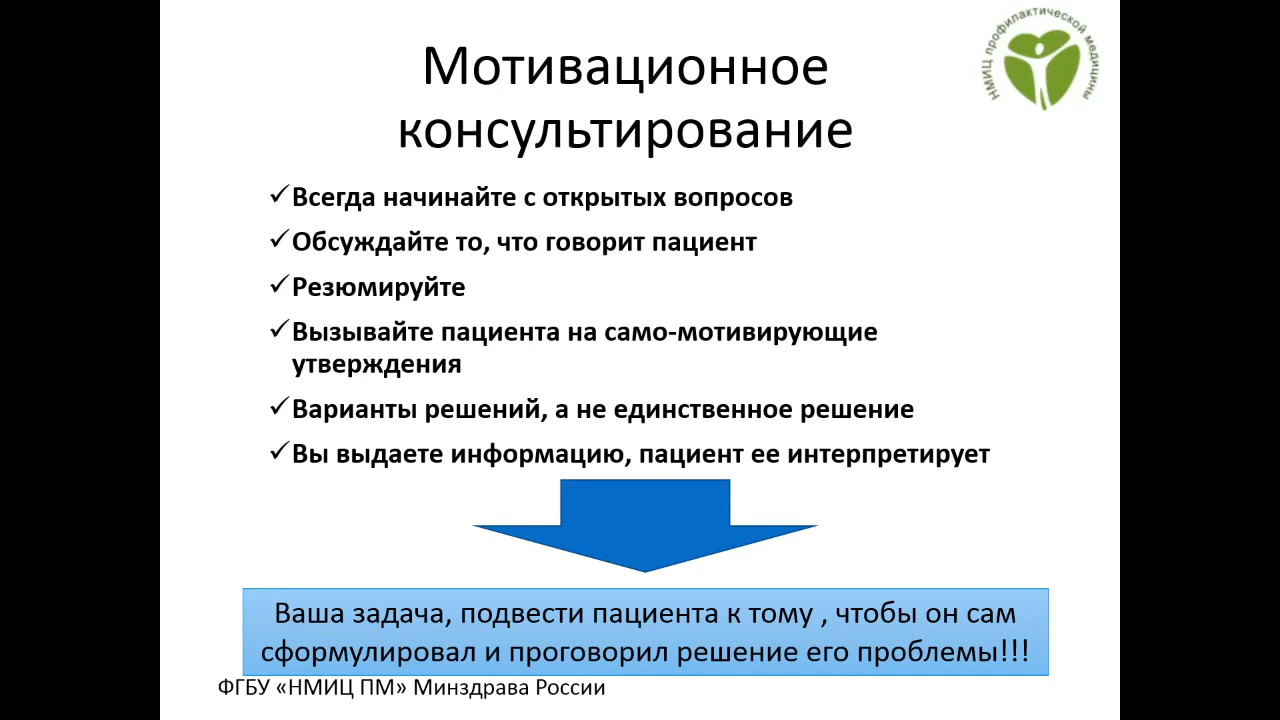 НМИЦ профилактической медицины
Мотивационное
консультирование
Всегда начинайте с открытых вопросов
Обсуждайте то, что говорит пациент
Резюмируйте
Вызывайте пациента на само-мотивирующие
утверждения
Варианты решений, а не единственное решение
Вы выдаете информацию, пациент ее интерпретирует
Ваша задача, подвести пациента к тому , чтобы он сам
сформулировал и проговорил решение его проблемы!!!
ФГБУ «НМИЦ ПМ» Минздрава России